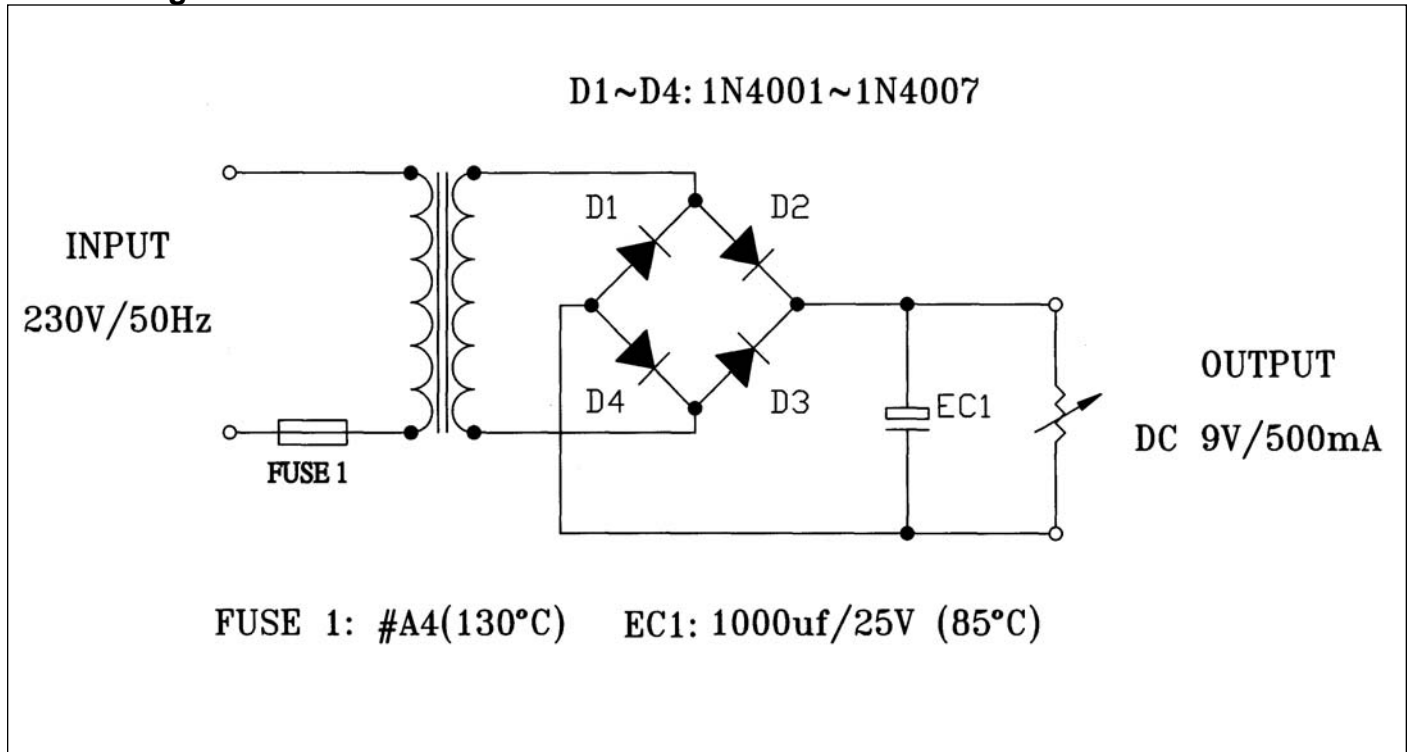 D1~D4: 1N4001~1N4007
D1
D2
INPUT
230V/50Hz
D4
D3
EC1
OUTPUT
DC 9V/500mA
FUSE 1
FUSE 1: #A4(130°C) EC1: 1000uf/25V (85°C)